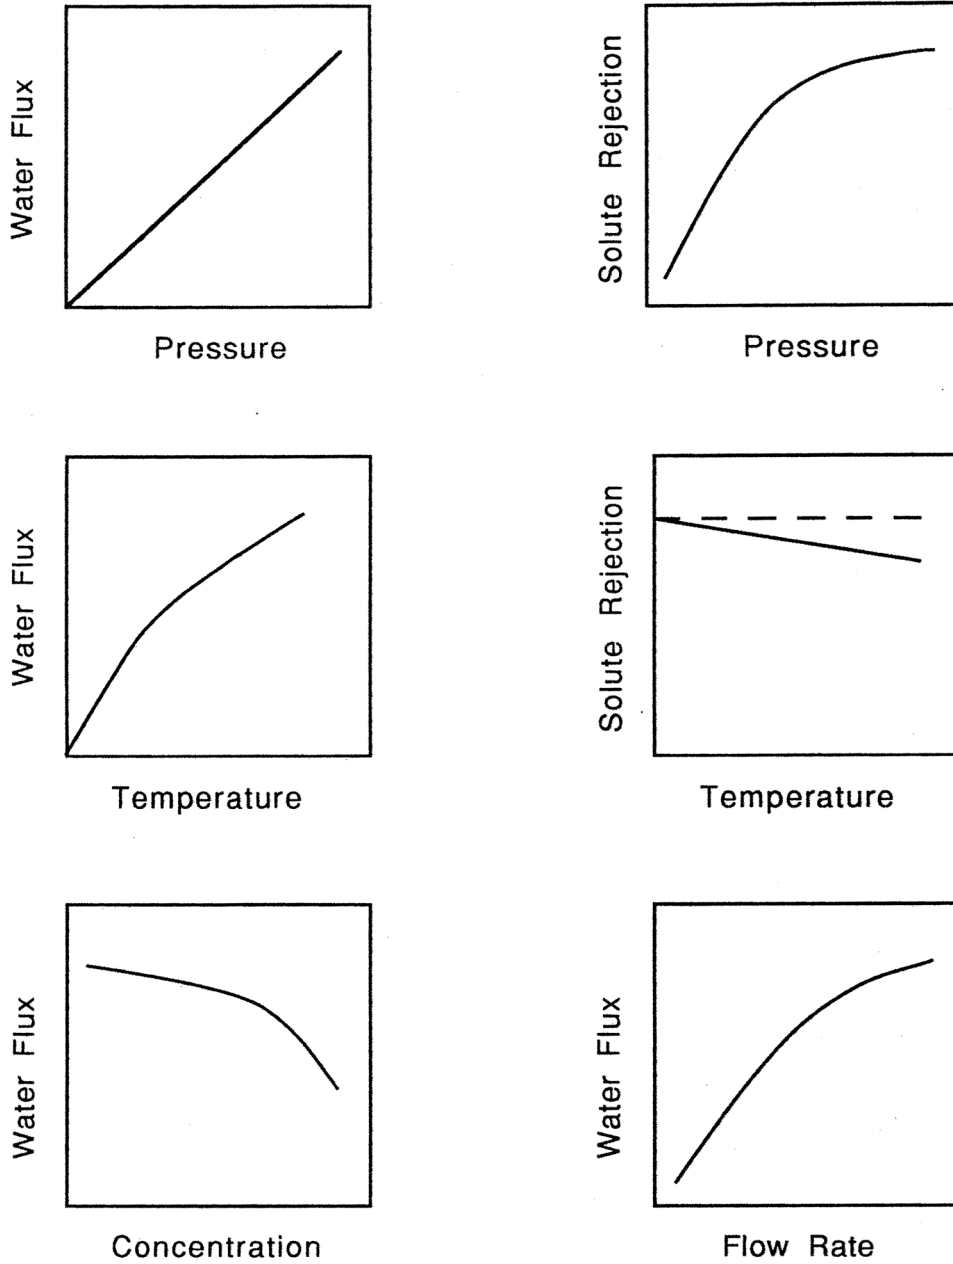 Water Flux
Pressure
Solute Rejection
Pressure
Water Flux
Temperature
Solute Rejection
Temperature
Water Flux
Concentration
Water Flux
Flow Rate